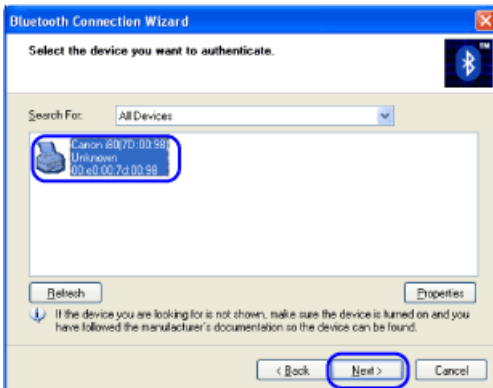 Bluetooth Connection Wizard
Select the device you want to authenticate.
TM
Search For: All Devices
Canon i80[7D:00:98]
Unknown
00:e0:00:7d:00:98
Refresh Properties
If the device you are looking for is not shown, make sure the device is turned on and you
have followed the manufacturer's documentation so the device can be found.
< Back Next > Cancel